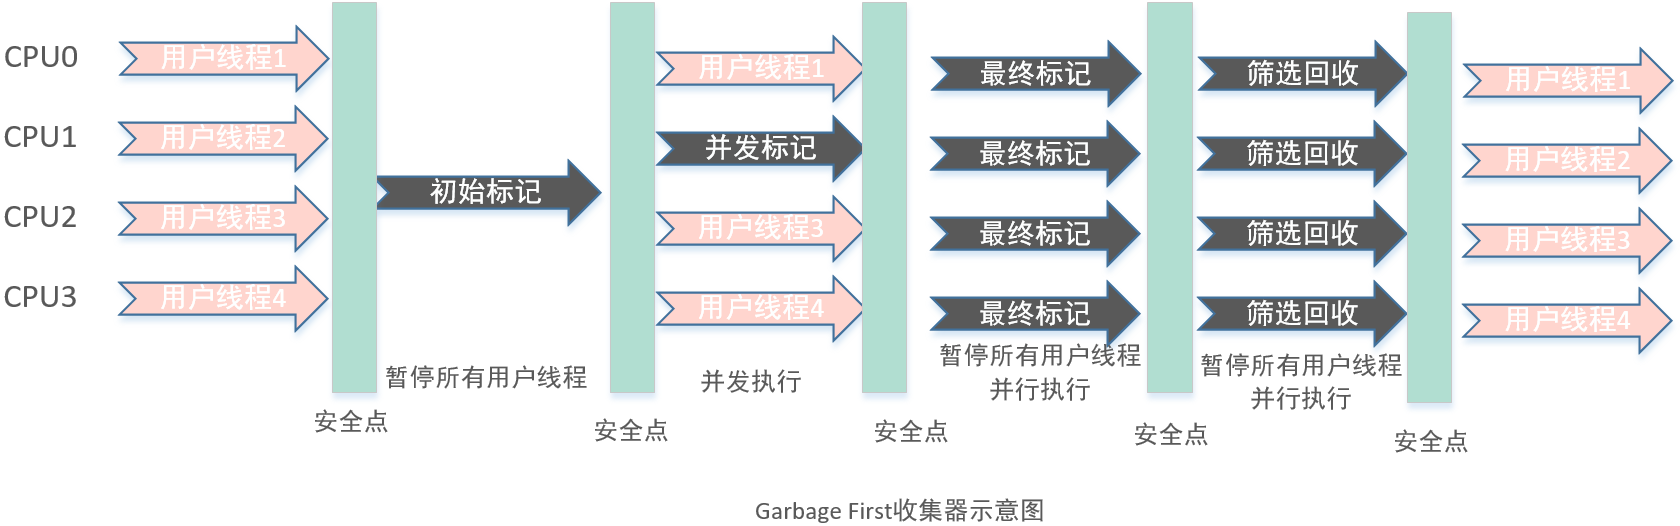 CPU0
用户线程1
用户线程1
最终标记
筛选回收
用户线程1
CPU1
用户线程2
并发标记
最终标记
筛选回收
用户线程2
初始标记
CPU2
用户线程3
用户线程3
最终标记
筛选回收
用户线程3
CPU3
用户线程4
用户线程4
最终标记
筛选回收
用户线程4
暂停所有用户线程
并发执行
暂停所有用户线程
并行执行
暂停所有用户线程
并行执行
安全点
安全点
安全点
安全点
安全点
Garbage First收集器示意图